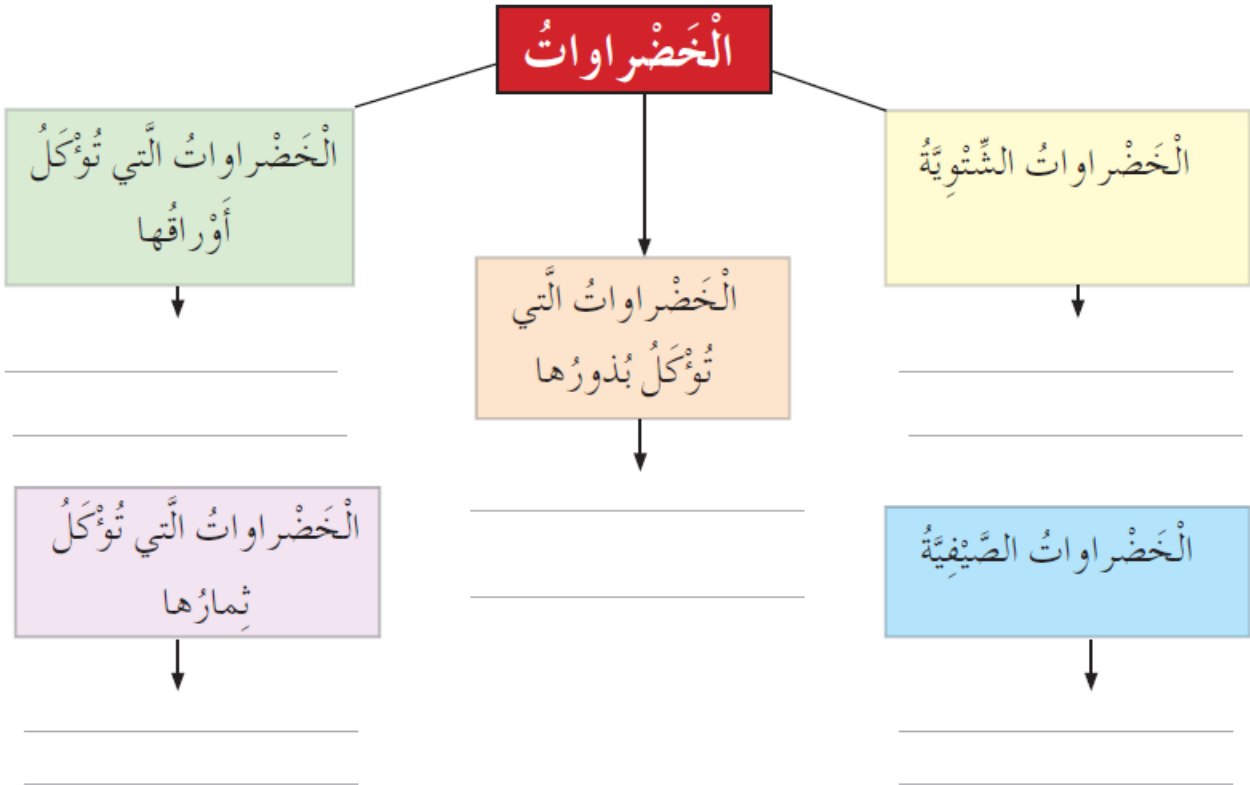 الْخَضْراواتُ
الْخَضْراواتُ الشِّتْوِيَّةُ
الْخَضْراواتُ الَّتي تُؤْكَلُ
أَوْراقُها
الْخَضْراواتُ الَّتي
تُؤْكَلُ بُذورُها
الْخَضْراواتُ الصَّيْفِيَّةُ
الْخَضْراواتُ الَّتي تُؤْكَلُ
ثِمارُها